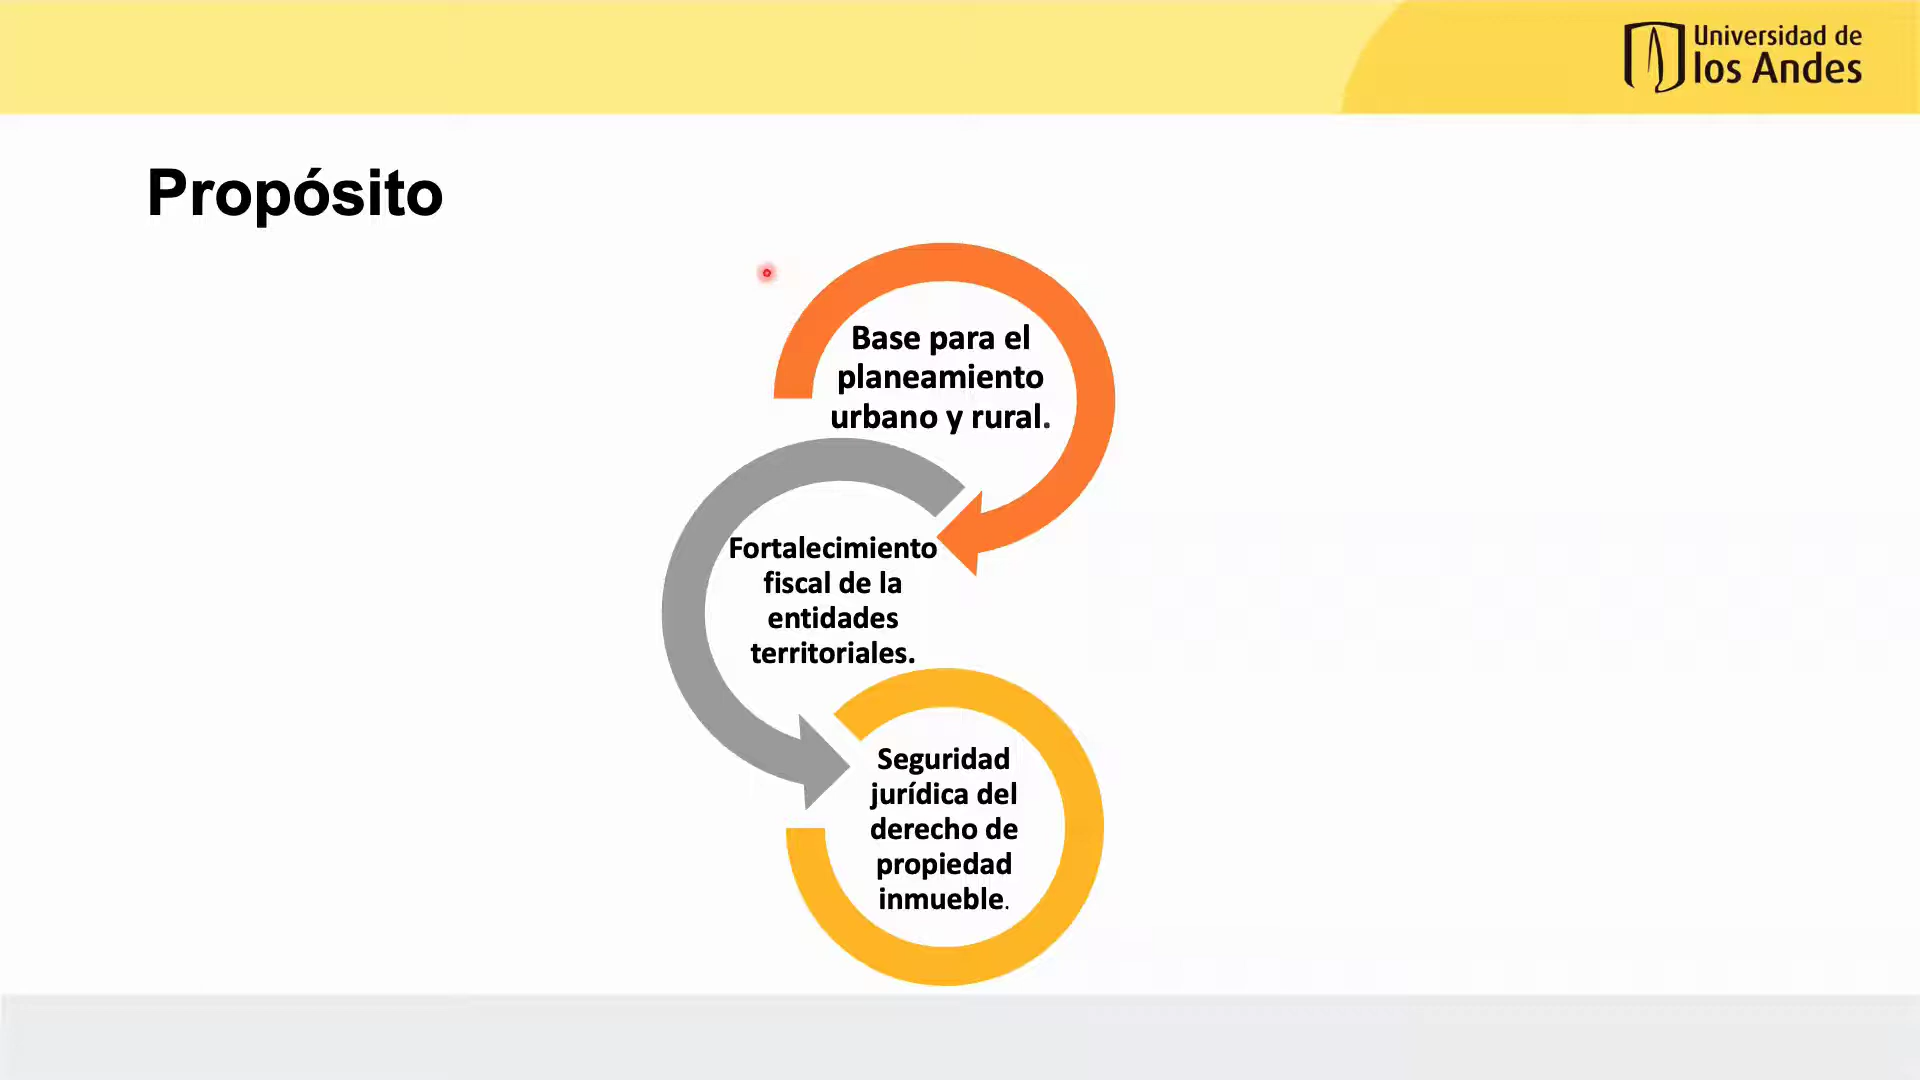 Universidad de
los Andes
Propósito
Base para el
planeamiento
urbano y rural.
Fortalecimiento
fiscal de la
entidades
territoriales.
Seguridad
jurídica del
derecho de
propiedad
inmueble.